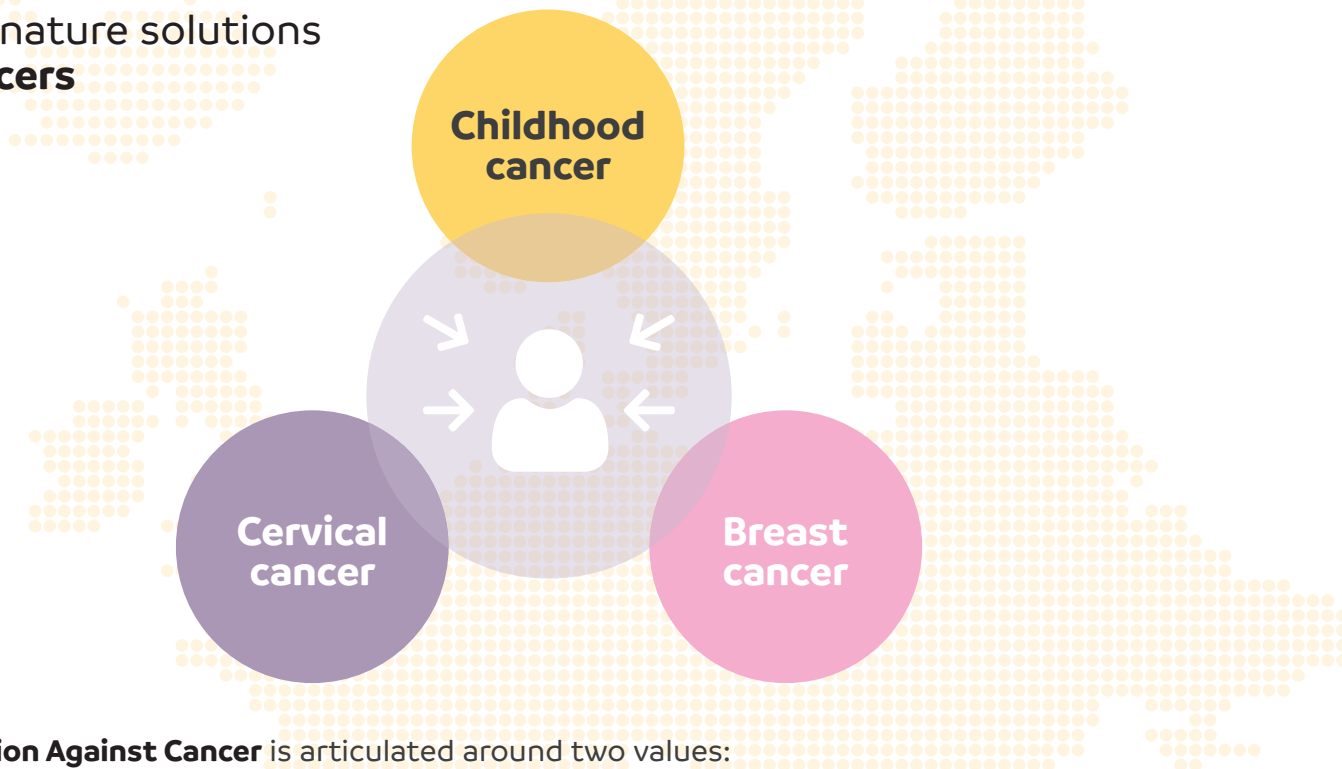 nature solutions
cers
Childhood
cancer
Cervical
cancer
Breast
cancer
ion Against Cancer is articulated around two values: